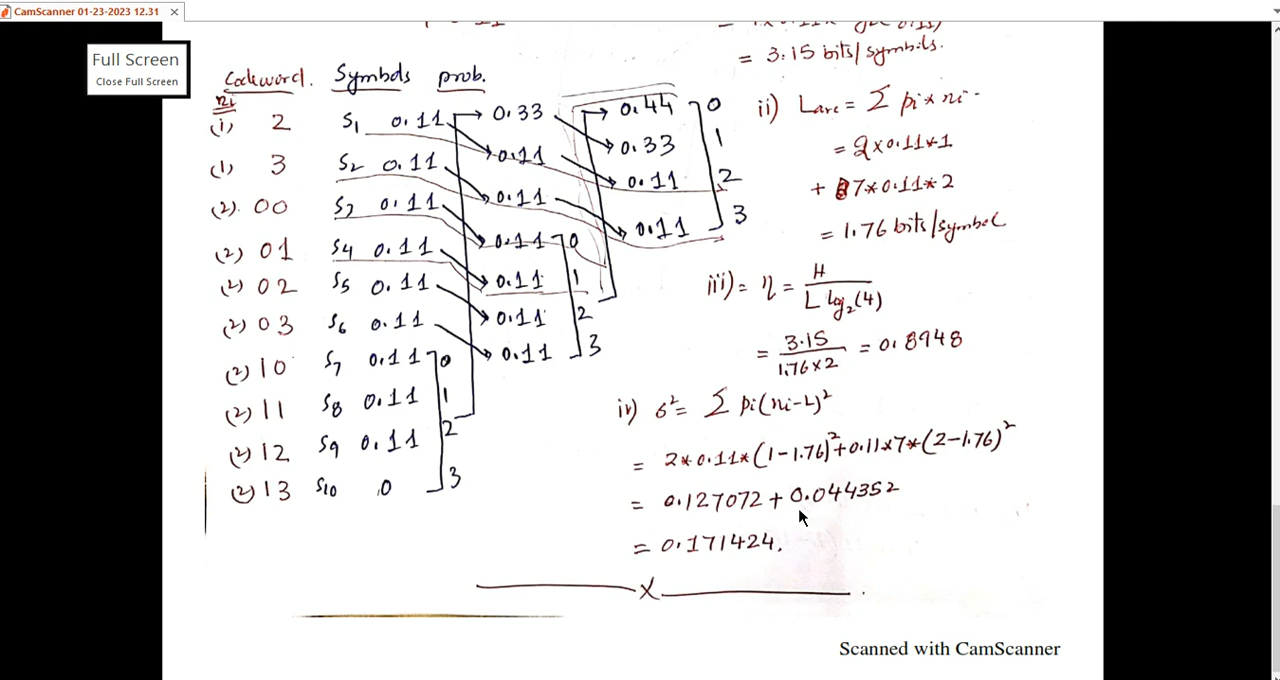 CamScanner 01-23-2023 12.31 ×
Full Screen
Close Full Screen
= 3.15 bits/symbols.
Codeword. Symbols prob.
ni
(1) 2 S1 0.11 0.33 0.44 0
(1) 3 S2 0.11 0.11 0.33 1
(2). 00 S3 0.11 0.11 0.11 2
(2) 01 S4 0.11 0.11 0 0.11 3
(2) 02 S5 0.11 0.11 1
(2) 03 S6 0.11 0.11 2
(2) 10 S7 0.11 0 0.11 3
(2) 11 S8 0.11 1
(2) 12 S9 0.11 2
(2) 13 S10 .0 3
ii) Lave = Σ pi × ni
= 2×0.11×1
+ 7*0.11*2
= 1.76 bits/symbol
iii) = η = H / L log2(4)
= 3.15 / 1.76×2 = 0.8948
iv) σ² = Σ pi(ni-L)²
= 2*0.11*(1-1.76)²+0.11×7*(2-1.76)²
= 0.127072 + 0.044352
= 0.171424.
X
Scanned with CamScanner